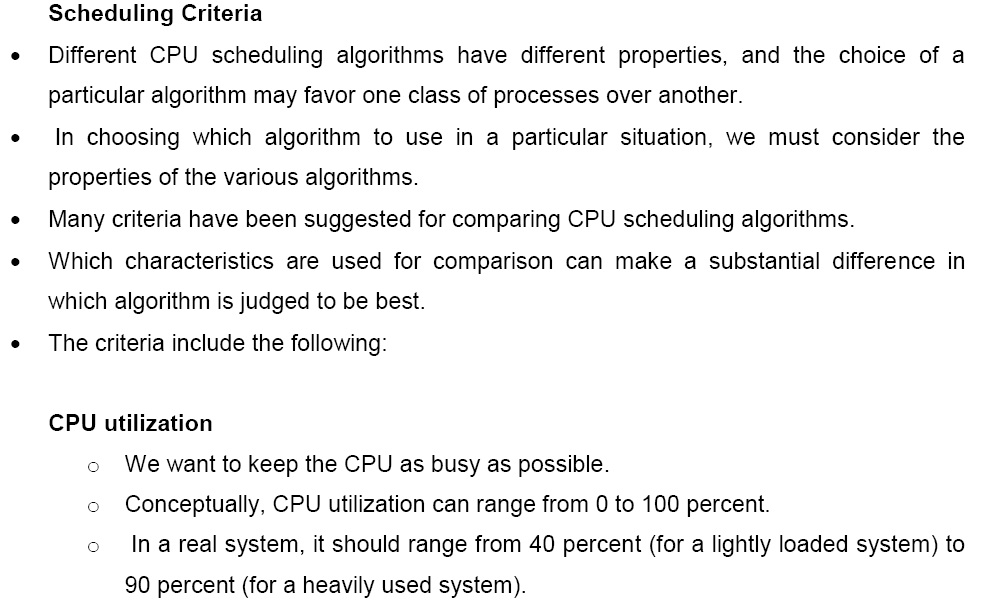 Scheduling Criteria
• Different CPU scheduling algorithms have different properties, and the choice of a
particular algorithm may favor one class of processes over another.
• In choosing which algorithm to use in a particular situation, we must consider the
properties of the various algorithms.
• Many criteria have been suggested for comparing CPU scheduling algorithms.
• Which characteristics are used for comparison can make a substantial difference in
which algorithm is judged to be best.
• The criteria include the following:
CPU utilization
o We want to keep the CPU as busy as possible.
o Conceptually, CPU utilization can range from 0 to 100 percent.
o In a real system, it should range from 40 percent (for a lightly loaded system) to
90 percent (for a heavily used system).